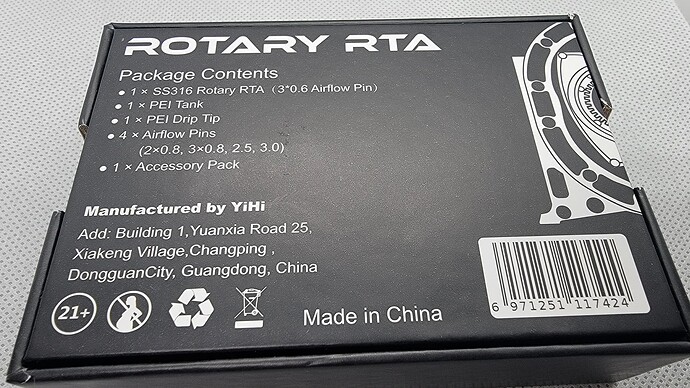 ROTARY RTA
Package Contents
● 1 × SS316 Rotary RTA（3*0.6 Airflow Pin）
● 1 × PEI Tank
● 1 × PEI Drip Tip
● 4 × Airflow Pins
(2×0.8, 3×0.8, 2.5, 3.0)
● 1 × Accessory Pack
Manufactured by YiHi
Add: Building 1,Yuanxia Road 25,
Xiakeng Village,Changping ,
DongguanCity, Guangdong, China
21+
Made in China
6 971251 117424